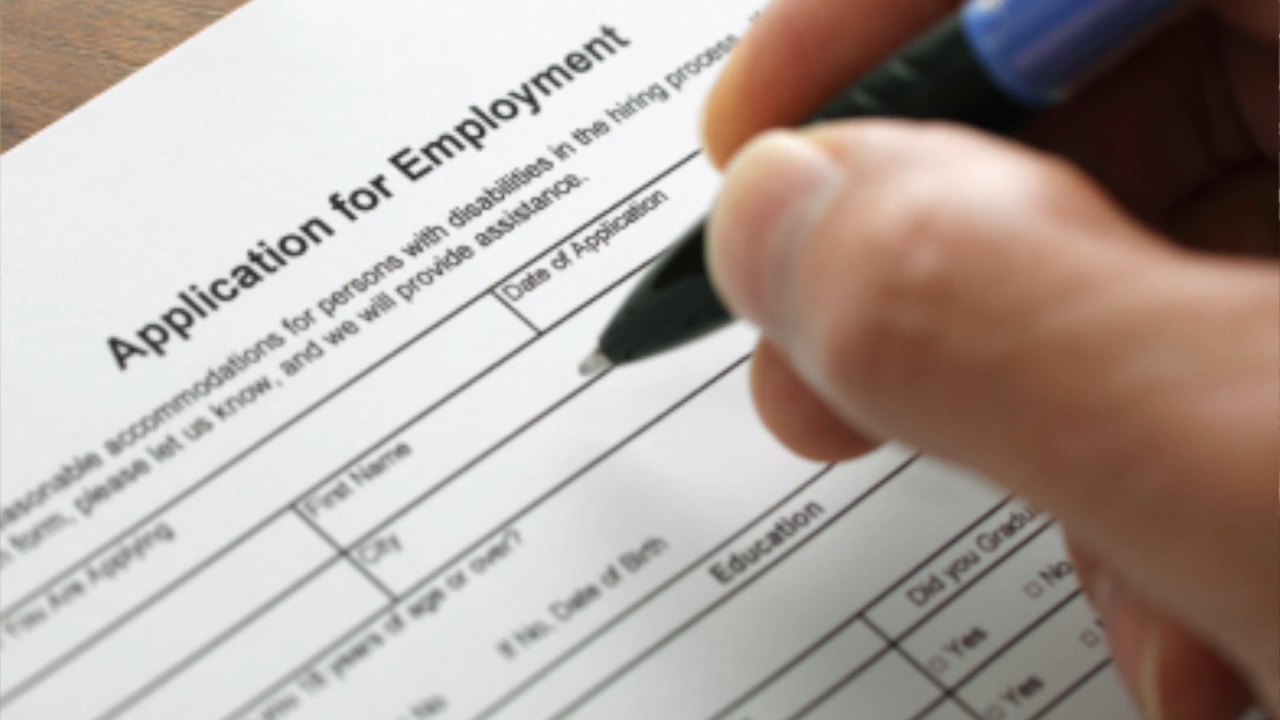 Application for Employment
accommodations for persons with disabilities in the hiring process.
form, please let us know, and we will provide assistance.
Date of Application
You Are Applying
First Name
City
you 18 years of age or over?
No
If No, Date of Birth
Education
Did you
□ Yes □ No
□ Yes □